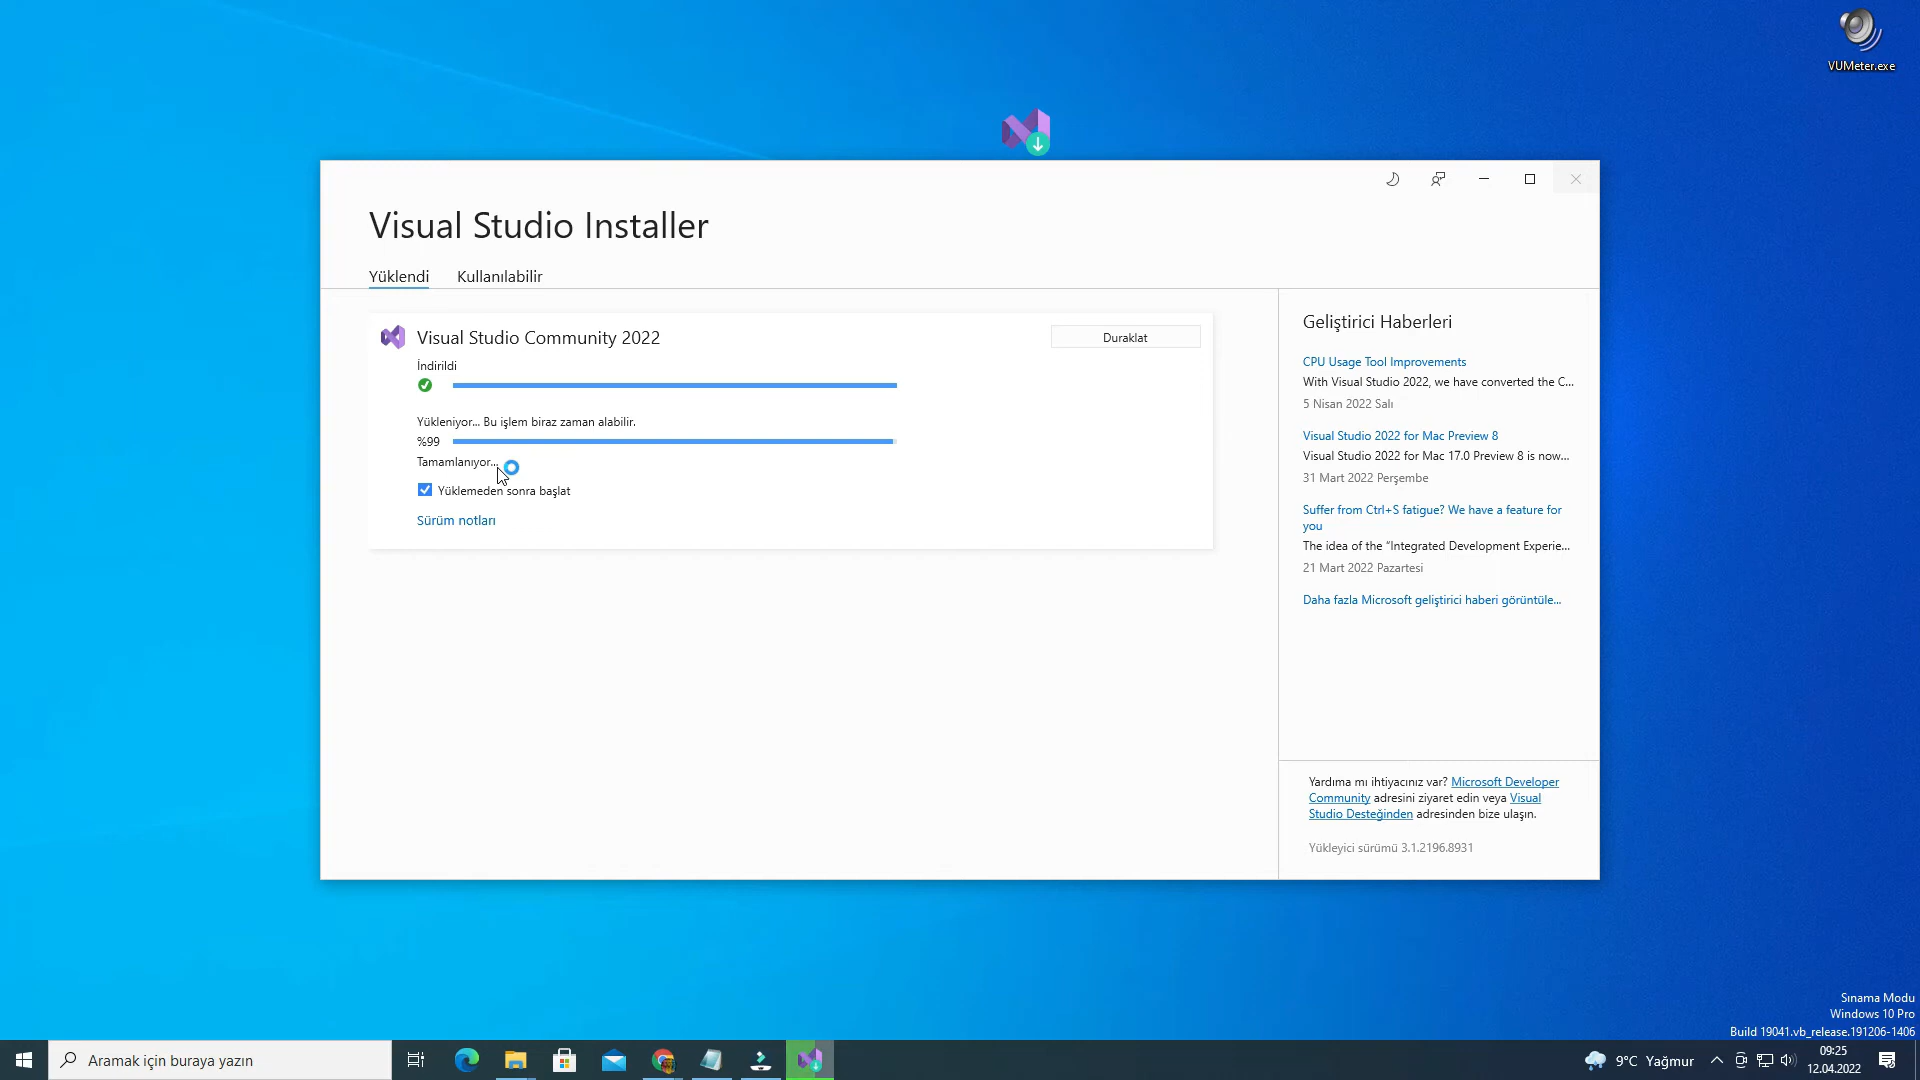 VUMeter.exe
Visual Studio Installer
Yüklendi
Kullanılabilir
Visual Studio Community 2022
Duraklat
İndirildi
Yükleniyor... Bu işlem biraz zaman alabilir.
%99
Tamamlanıyor...
Yüklemeden sonra başlat
Sürüm notları
Geliştirici Haberleri
CPU Usage Tool Improvements
With Visual Studio 2022, we have converted the C...
5 Nisan 2022 Salı
Visual Studio 2022 for Mac Preview 8
Visual Studio 2022 for Mac 17.0 Preview 8 is now...
31 Mart 2022 Perşembe
Suffer from Ctrl+S fatigue? We have a feature for
you
The idea of the “Integrated Development Experie...
21 Mart 2022 Pazartesi
Daha fazla Microsoft geliştirici haberi görüntüle...
Yardıma mı ihtiyacınız var? Microsoft Developer
Community adresini ziyaret edin veya Visual
Studio Desteğinden adresinden bize ulaşın.
Yükleyici sürümü 3.1.2196.8931
Sınama Modu
Windows 10 Pro
Build 19041.vb_release.191206-1406
Aramak için buraya yazın
9°C Yağmur
09:25
12.04.2022